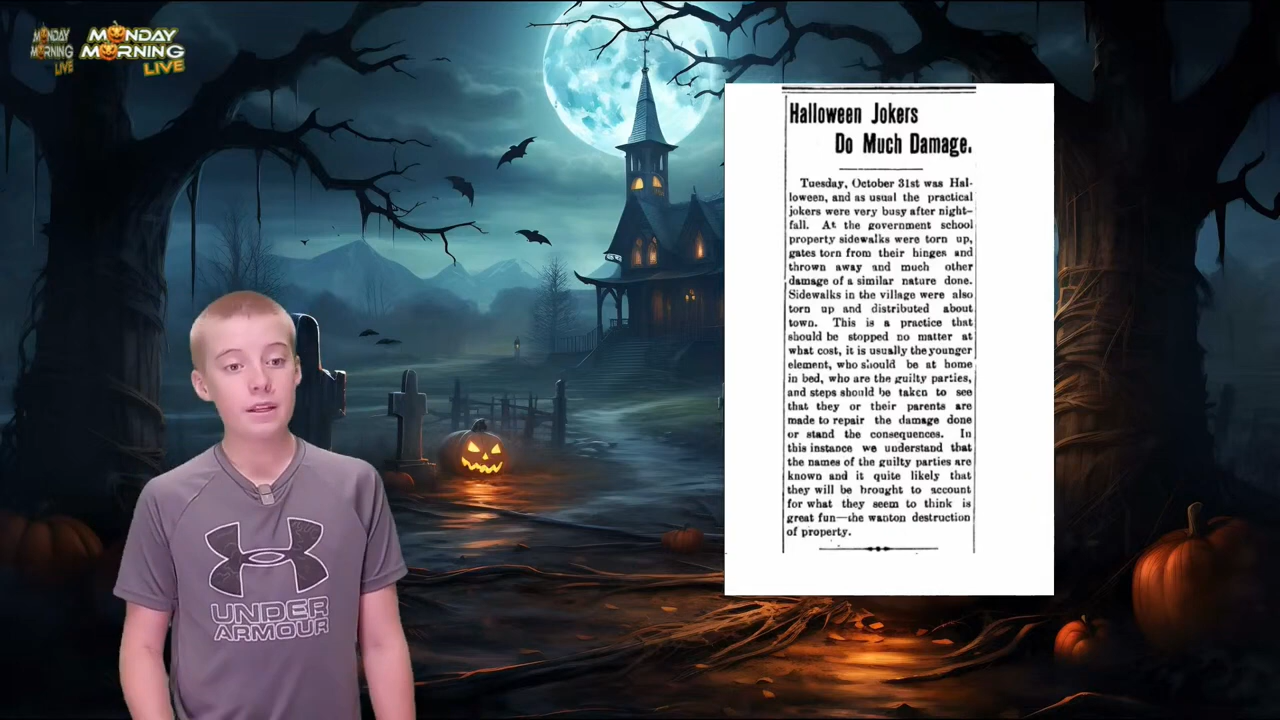 MONDAY
MORNING
LIVE
MONDAY
MORNING
LIVE
Halloween Jokers
Do Much Damage.
Tuesday, October 31st was Hal-
loween, and as usual the practical
jokers were very busy after night-
fall. At the government school
property sidewalks were torn up,
gates torn from their hinges and
thrown away and much other
damage of a similar nature done.
Sidewalks in the village were also
torn up and distributed about
town. This is a practice that
should be stopped no matter at
what cost, it is usually the younger
element, who should be at home
in bed, who are the guilty parties,
and steps should be taken to see
that they or their parents are
made to repair the damage done
or stand the consequences. In
this instance we understand that
the names of the guilty parties are
known and it quite likely that
they will be brought to account
for what they seem to think is
great fun—the wanton destruction
of property.
UNDER
ARMOUR